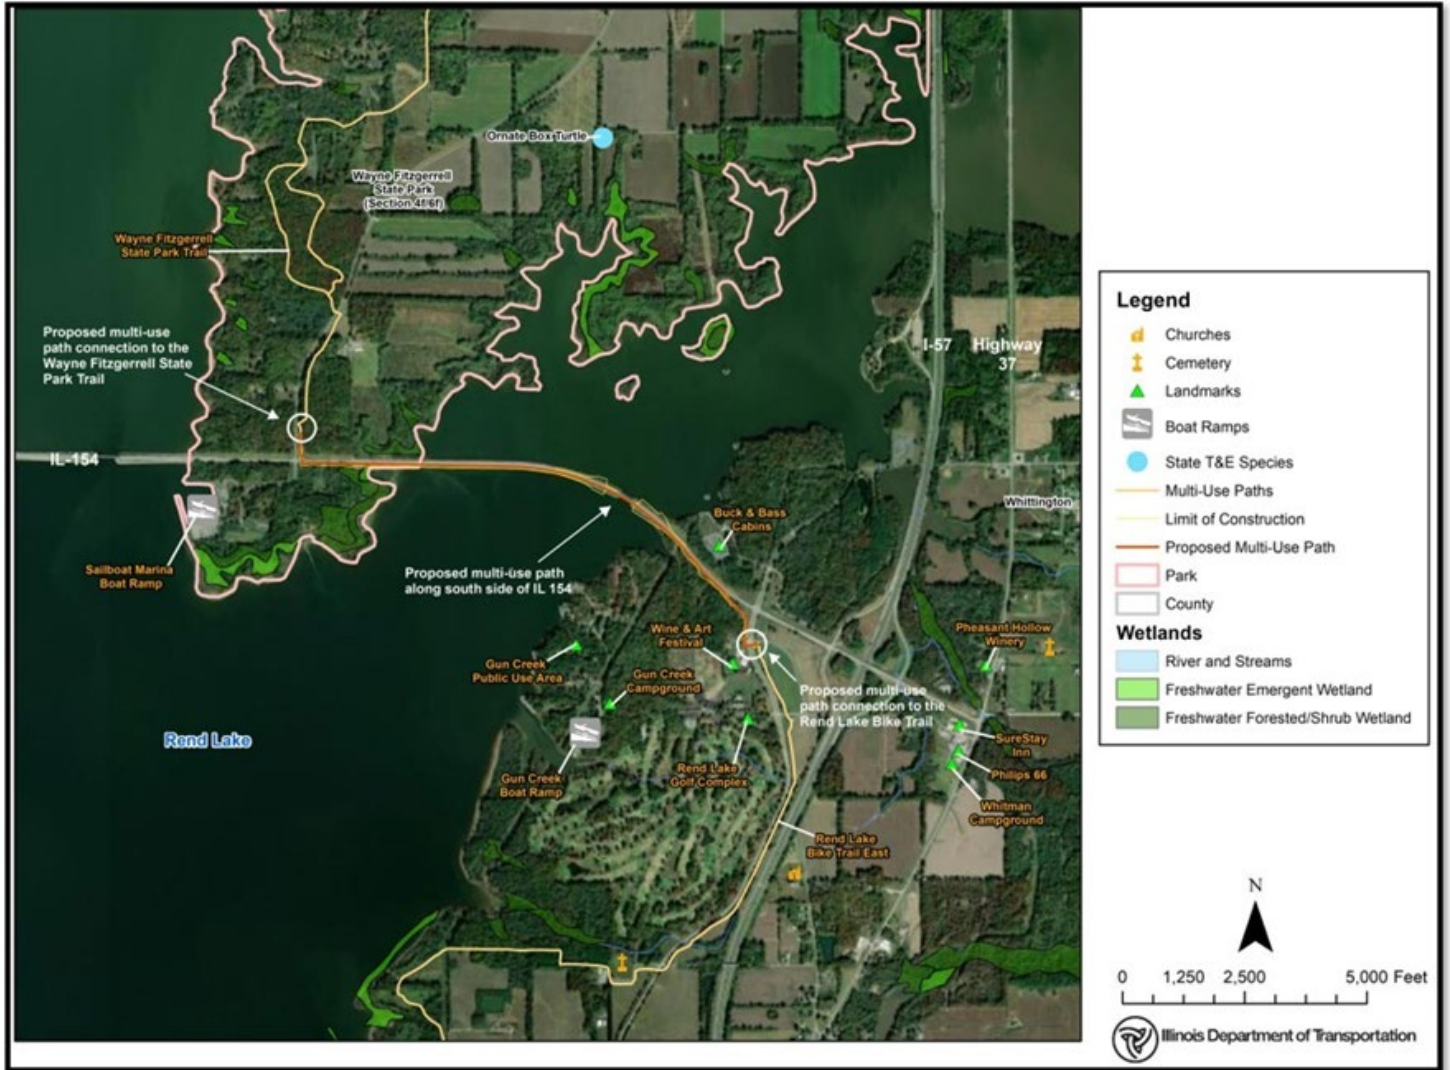 Ornate Box Turtle
Wayne Fitzgerrell
State Park
(Section 4f/6f)
Wayne Fitzgerrell
State Park Trail
Proposed multi-use
path connection to the
Wayne Fitzgerrell State
Park Trail
I-57
Highway
37
IL-154
Whittington
Buck & Bass
Cabins
Sailboat Marina
Boat Ramp
Proposed multi-use path
along south side of IL 154
Wine & Art
Festival
Pheasant Hollow
Winery
Gun Creek
Public Use Area
Gun Creek
Campground
Proposed multi-use
path connection to the
Rend Lake Bike Trail
Rend Lake
SureStay
Inn
Philips 66
Rend Lake
Golf Complex
Gun Creek
Boat Ramp
Whitman
Campground
Rend Lake
Bike Trail East
Legend
Churches
Cemetery
Landmarks
Boat Ramps
State T&E Species
Multi-Use Paths
Limit of Construction
Proposed Multi-Use Path
Park
County
Wetlands
River and Streams
Freshwater Emergent Wetland
Freshwater Forested/Shrub Wetland
N
0 1,250 2,500 5,000 Feet
Illinois Department of Transportation